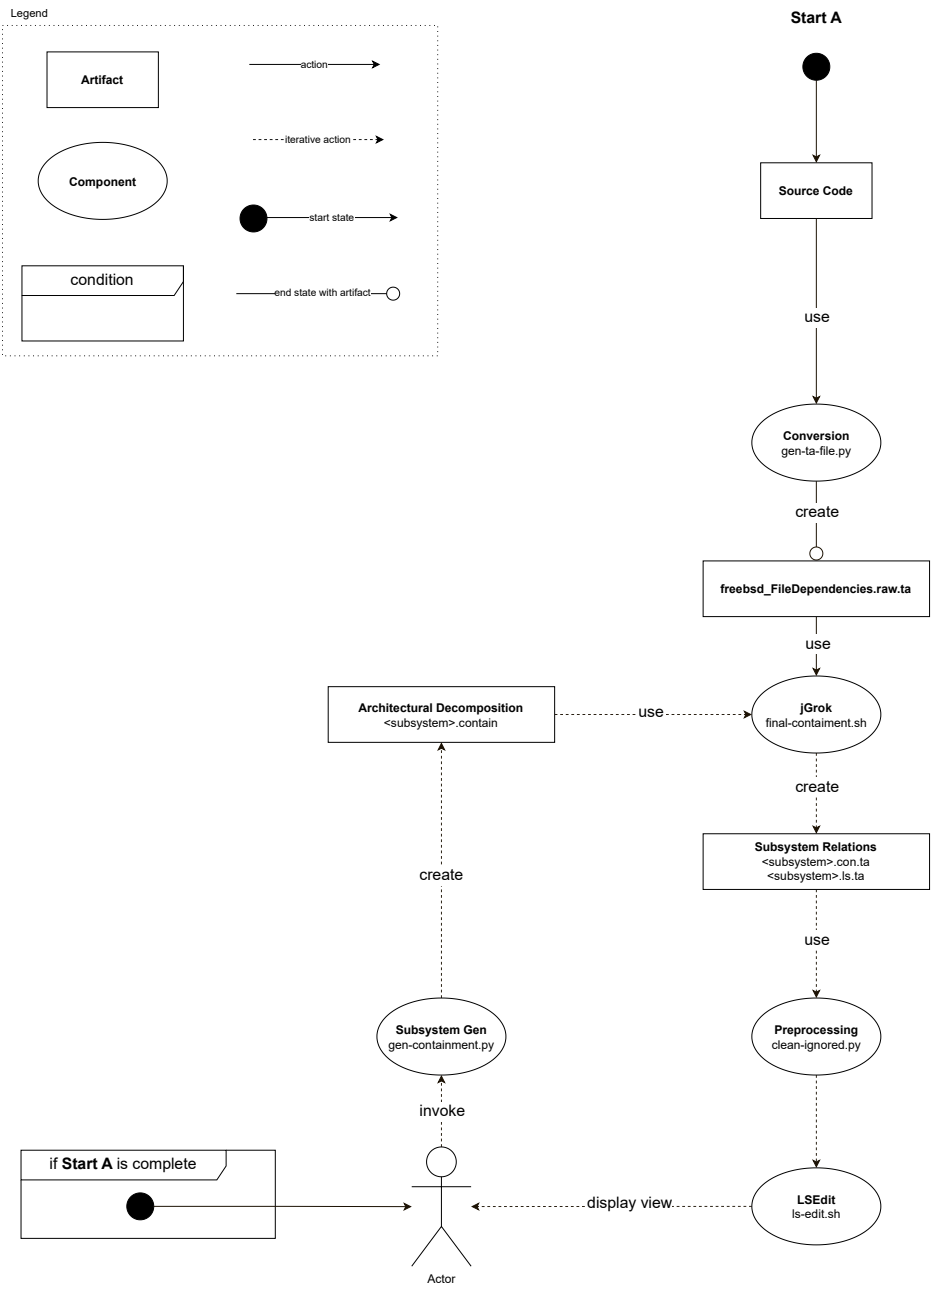 Legend
Artifact
action
iterative action
Component
start state
condition
end state with artifact
Start A
Source Code
use
Conversion
gen-ta-file.py
create
freebsd_FileDependencies.raw.ta
use
Architectural Decomposition
<subsystem>.contain
use
jGrok
final-contaiment.sh
create
Subsystem Relations
<subsystem>.con.ta
<subsystem>.ls.ta
create
use
Subsystem Gen
gen-containment.py
Preprocessing
clean-ignored.py
invoke
if Start A is complete
display view
LSEdit
ls-edit.sh
Actor